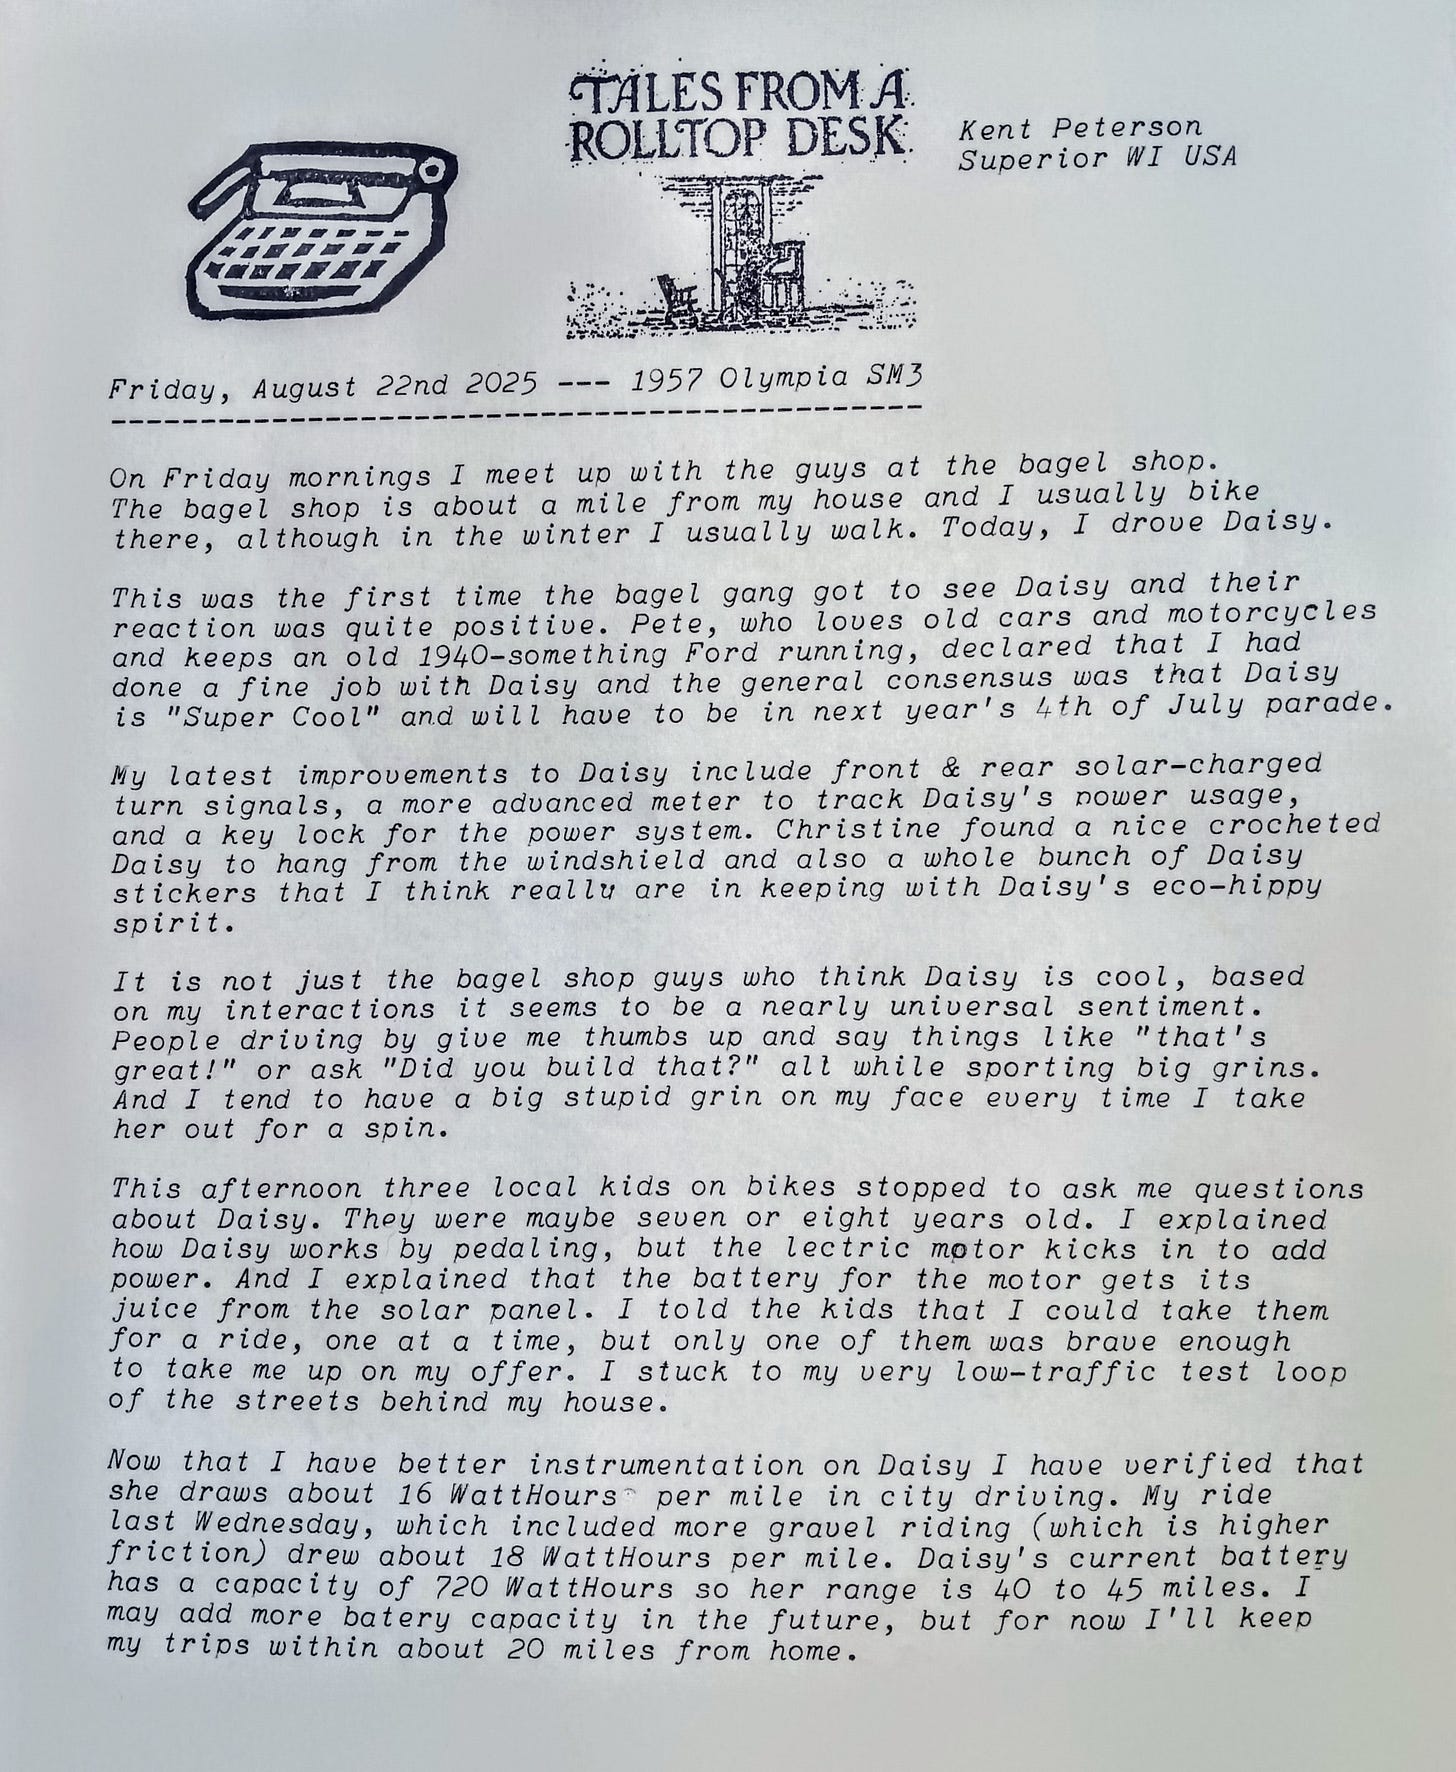 TALES FROM A
ROLLTOP DESK
Kent Peterson
Superior WI USA
Friday, August 22nd 2025 --- 1957 Olympia SM3
---------------------------------------------
On Friday mornings I meet up with the guys at the bagel shop.
The bagel shop is about a mile from my house and I usually bike
there, although in the winter I usually walk. Today, I drove Daisy.
This was the first time the bagel gang got to see Daisy and their
reaction was quite positive. Pete, who loves old cars and motorcycles
and keeps an old 1940-something Ford running, declared that I had
done a fine job with Daisy and the general consensus was that Daisy
is "Super Cool" and will have to be in next year's 4th of July parade.
My latest improvements to Daisy include front & rear solar-charged
turn signals, a more advanced meter to track Daisy's power usage,
and a key lock for the power system. Christine found a nice crocheted
Daisy to hang from the windshield and also a whole bunch of Daisy
stickers that I think really are in keeping with Daisy's eco-hippy
spirit.
It is not just the bagel shop guys who think Daisy is cool, based
on my interactions it seems to be a nearly universal sentiment.
People driving by give me thumbs up and say things like "that's
great!" or ask "Did you build that?" all while sporting big grins.
And I tend to have a big stupid grin on my face every time I take
her out for a spin.
This afternoon three local kids on bikes stopped to ask me questions
about Daisy. They were maybe seven or eight years old. I explained
how Daisy works by pedaling, but the lectric motor kicks in to add
power. And I explained that the battery for the motor gets its
juice from the solar panel. I told the kids that I could take them
for a ride, one at a time, but only one of them was brave enough
to take me up on my offer. I stuck to my very low-traffic test loop
of the streets behind my house.
Now that I have better instrumentation on Daisy I have verified that
she draws about 16 WattHours per mile in city driving. My ride
last Wednesday, which included more gravel riding (which is higher
friction) drew about 18 WattHours per mile. Daisy's current battery
has a capacity of 720 WattHours so her range is 40 to 45 miles. I
may add more batery capacity in the future, but for now I'll keep
my trips within about 20 miles from home.